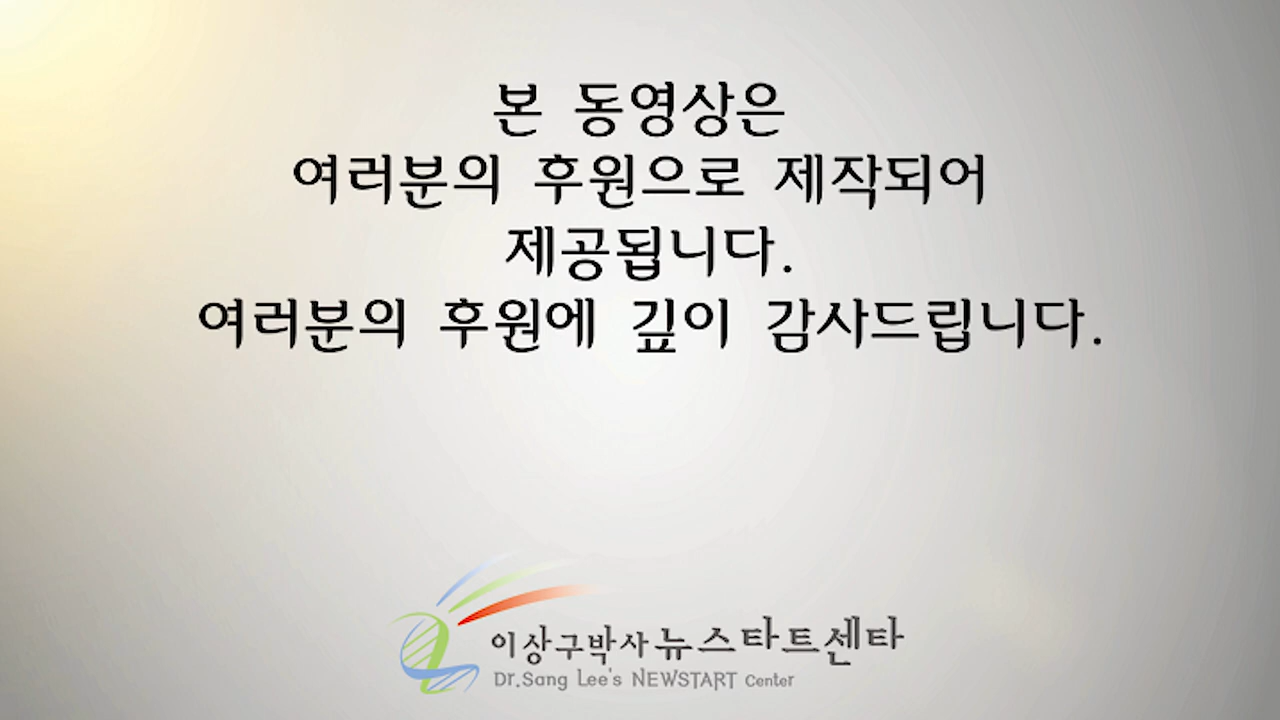 본 동영상은
여러분의 후원으로 제작되어
제공됩니다.
여러분의 후원에 깊이 감사드립니다.
이상구박사뉴스타트센타
Dr.Sang Lee's NEWSTART Center